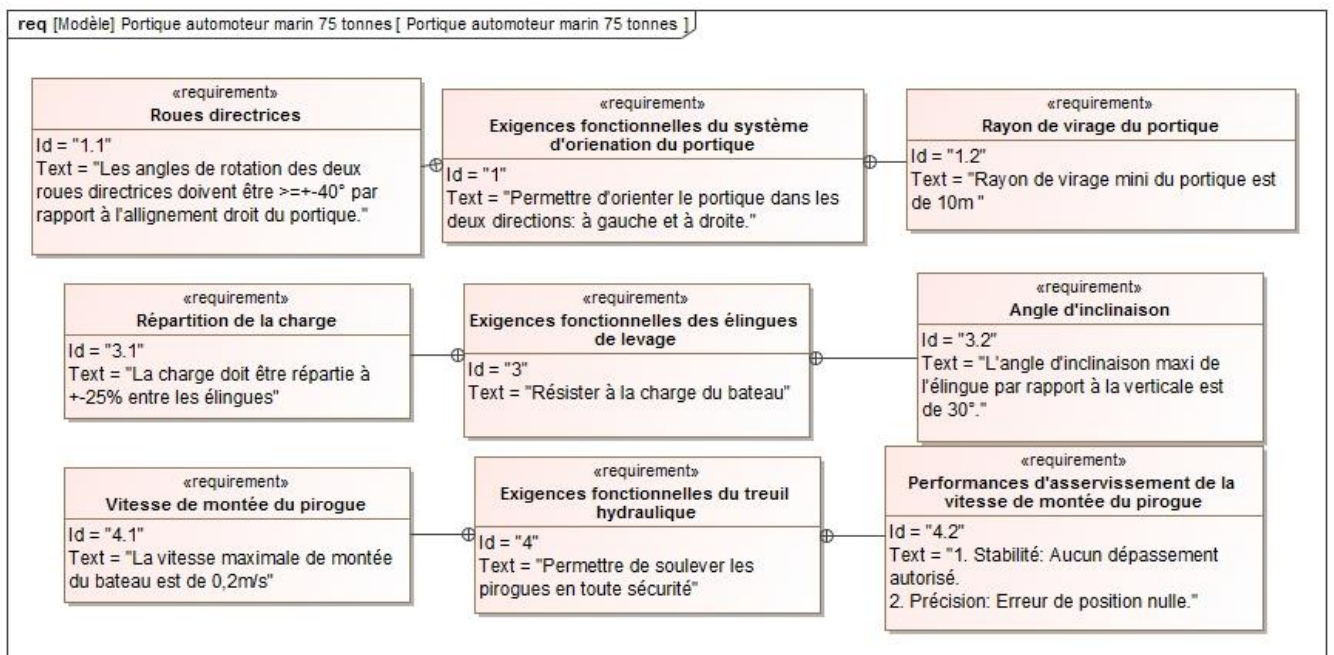 req [Modèle] Portique automoteur marin 75 tonnes [ Portique automoteur marin 75 tonnes ]
«requirement»
Roues directrices
Id = "1.1"
Text = "Les angles de rotation des deux
roues directrices doivent être >=+-40° par
rapport à l'allignement droit du portique."
«requirement»
Exigences fonctionnelles du système
d'orienation du portique
Id = "1"
Text = "Permettre d'orienter le portique dans les
deux directions: à gauche et à droite."
«requirement»
Rayon de virage du portique
Id = "1.2"
Text = "Rayon de virage mini du portique est
de 10m "
«requirement»
Répartition de la charge
Id = "3.1"
Text = "La charge doit être répartie à
+-25% entre les élingues"
«requirement»
Exigences fonctionnelles des élingues
de levage
Id = "3"
Text = "Résister à la charge du bateau"
«requirement»
Angle d'inclinaison
Id = "3.2"
Text = "L'angle d'inclinaison maxi de
l'élingue par rapport à la verticale est
de 30°."
«requirement»
Vitesse de montée du pirogue
Id = "4.1"
Text = "La vitesse maximale de montée
du bateau est de 0,2m/s"
«requirement»
Exigences fonctionnelles du treuil
hydraulique
Id = "4"
Text = "Permettre de soulever les
pirogues en toute sécurité"
«requirement»
Performances d'asservissement de la
vitesse de montée du pirogue
Id = "4.2"
Text = "1. Stabilité: Aucun dépassement
autorisé.
2. Précision: Erreur de position nulle."